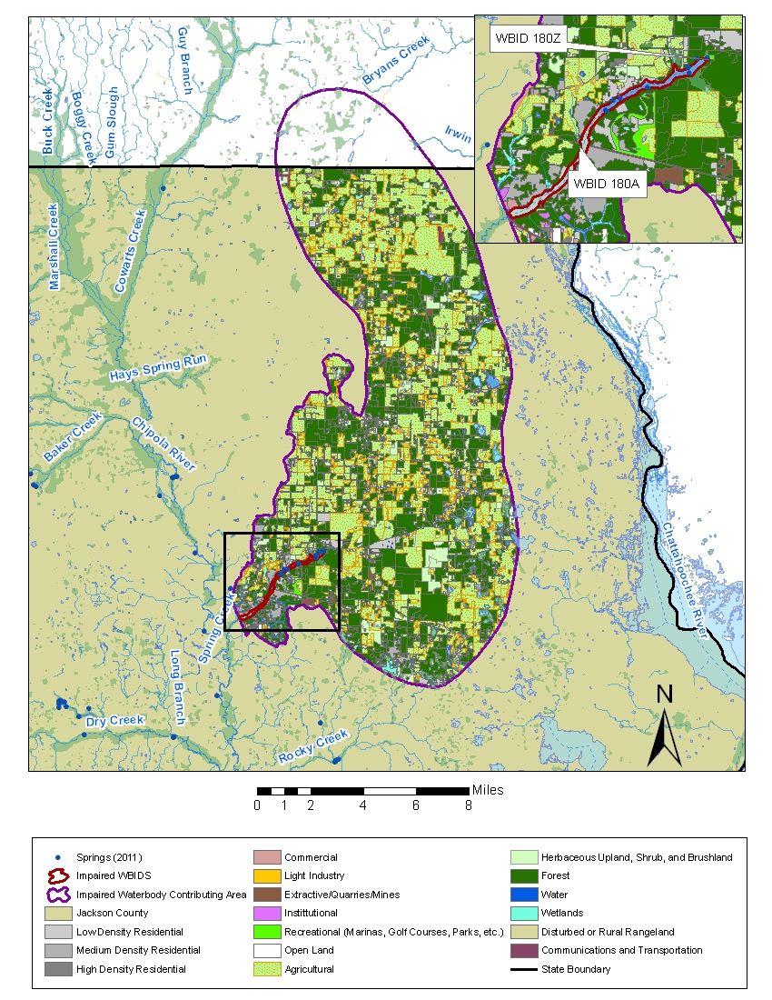 WBID 180Z
WBID 180A
Guy Branch
Bryans Creek
Buck Creek
Boggy Creek
Gum Slough
Irwin
Marshall Creek
Cowarts Creek
Hays Spring Run
Baker Creek
Chipola River
Chattahoochee River
Spring Creek
Long Branch
Dry Creek
Rocky Creek
N
Miles
0 1 2 4 6 8
Springs (2011)
Impaired WBIDS
Impaired Waterbody Contributing Area
Jackson County
Low Density Residential
Medium Density Residential
High Density Residential
Commercial
Light Industry
Extractive/Quarries/Mines
Instititutional
Recreational (Marinas, Golf Courses, Parks, etc.)
Open Land
Agricultural
Herbaceous Upland, Shrub, and Brushland
Forest
Water
Wetlands
Disturbed or Rural Rangeland
Communications and Transportation
State Boundary